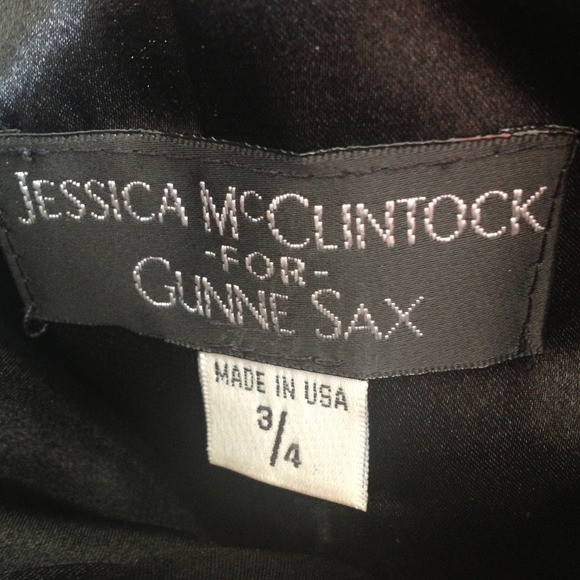 JESSICA McCLINTOCK
-FOR-
GUNNE SAX
MADE IN USA
3/4